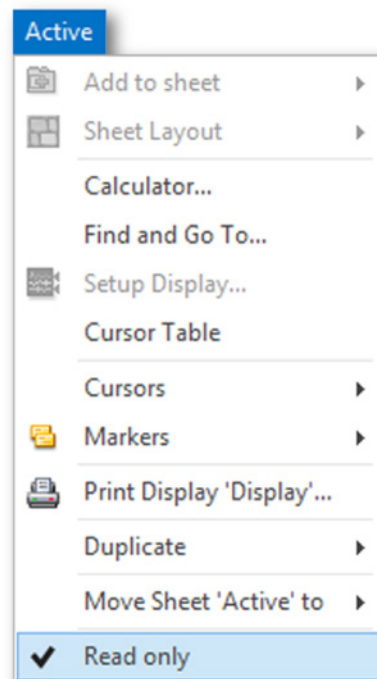 Active
Add to sheet
Sheet Layout
Calculator...
Find and Go To...
Setup Display...
Cursor Table
Cursors
Markers
Print Display 'Display'...
Duplicate
Move Sheet 'Active' to
Read only